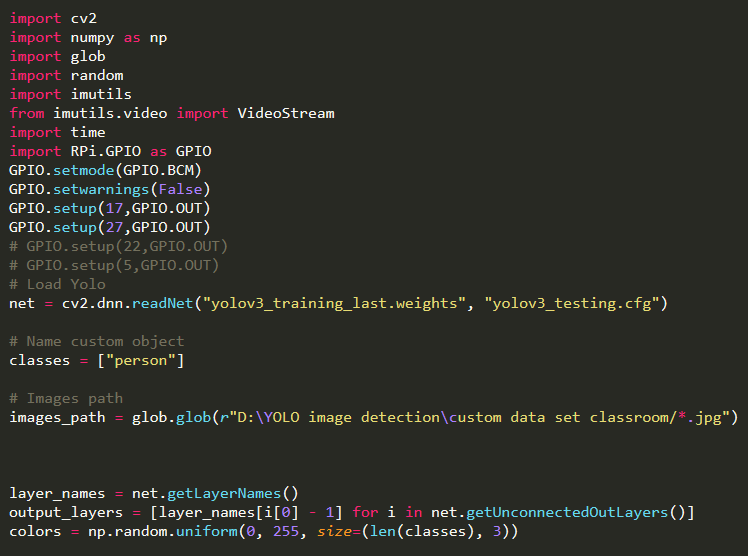 import cv2
import numpy as np
import glob
import random
import imutils
from imutils.video import VideoStream
import time
import RPi.GPIO as GPIO
GPIO.setmode(GPIO.BCM)
GPIO.setwarnings(False)
GPIO.setup(17,GPIO.OUT)
GPIO.setup(27,GPIO.OUT)
# GPIO.setup(22,GPIO.OUT)
# GPIO.setup(5,GPIO.OUT)
# Load Yolo
net = cv2.dnn.readNet("yolov3_training_last.weights", "yolov3_testing.cfg")
# Name custom object
classes = ["person"]
# Images path
images_path = glob.glob(r"D:\YOLO image detection\custom data set classroom/*.jpg")
layer_names = net.getLayerNames()
output_layers = [layer_names[i[0] - 1] for i in net.getUnconnectedOutLayers()]
colors = np.random.uniform(0, 255, size=(len(classes), 3))